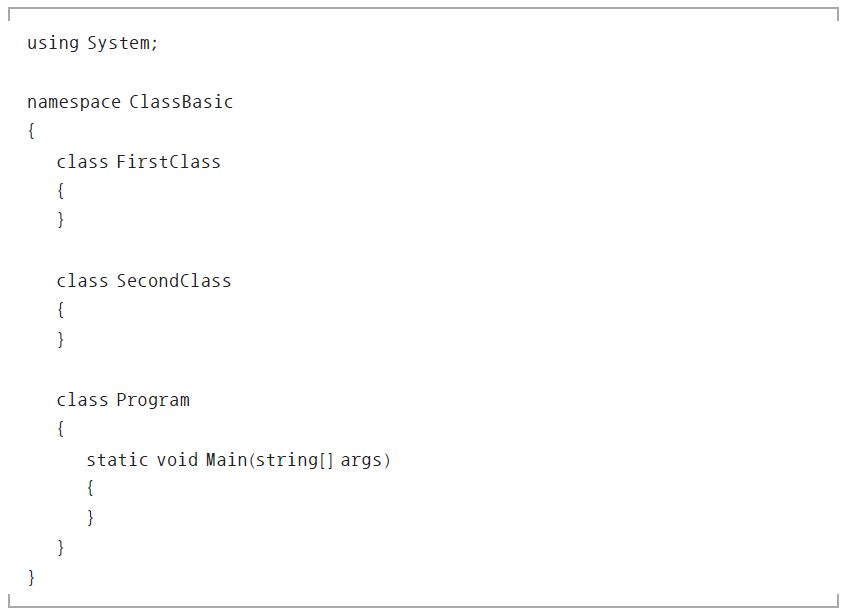 using System;
namespace ClassBasic
{
class FirstClass
{
}
class SecondClass
{
}
class Program
{
static void Main(string[] args)
{
}
}
}